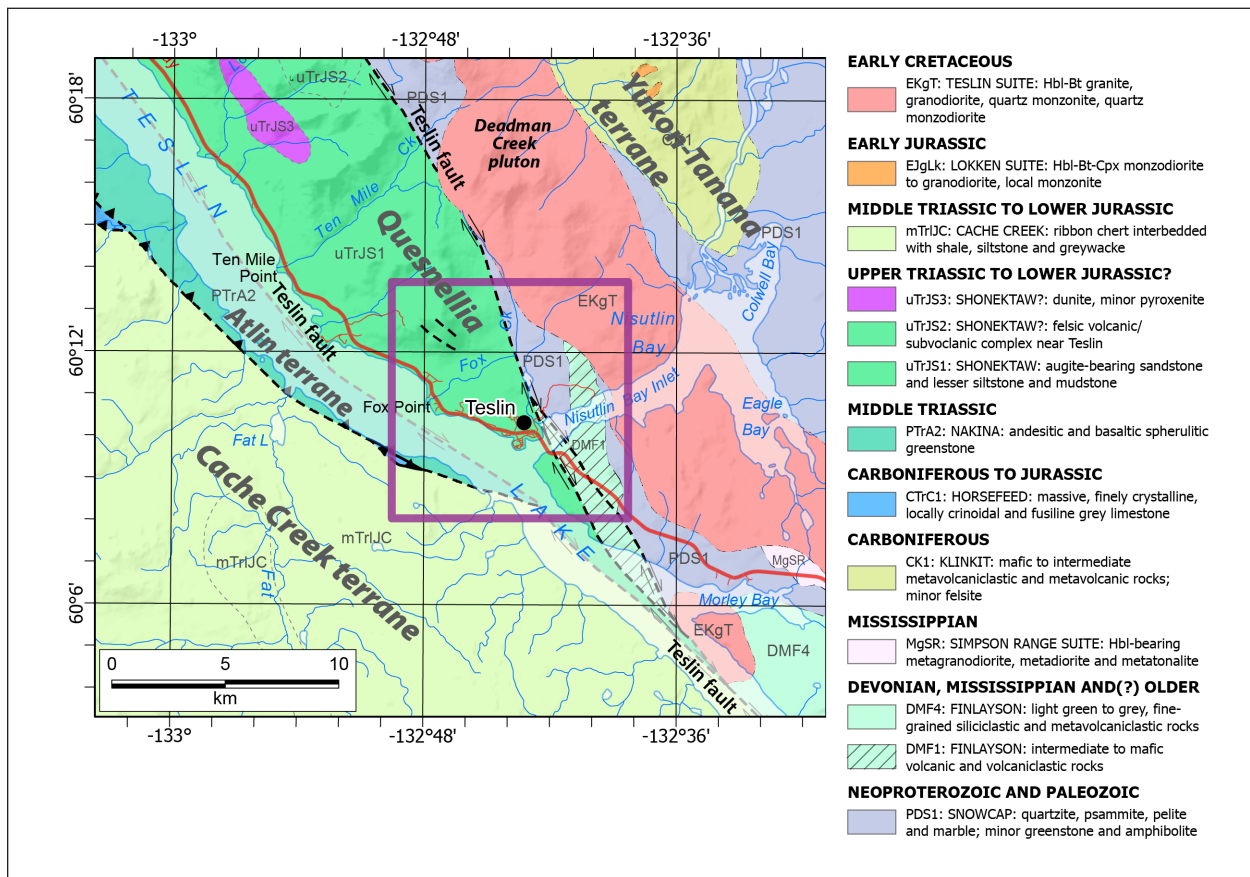 -133°
-132°48'
-132°36'
60°18'
60°12'
60°6'
-133°
-132°48'
-132°36'
uTrJS2
uTrJS3
PDS1
Teslin fault
Deadman
Creek
pluton
Yukon Tanana
terrane
TESLIN
Ten Mile Ck
Quesnellia
uTrJS1
PDS1
Colwell Bay
Ten Mile
Point
PTrA2
Teslin fault
Atlin terrane
EKgT
Nisutlin
Bay
Fox Ck
PDS1
Nisutlin Bay Inlet
Fox Point
Teslin
Eagle
Bay
DMF1
Fat L
Cache Creek terrane
LAKE
mTrlJC
mTrlJC
Fat
PDS1
MgSR
Morley Bay
EKgT
DMF4
Teslin fault
0 5 10
km
EARLY CRETACEOUS
EKgT: TESLIN SUITE: Hbl-Bt granite,
granodiorite, quartz monzonite, quartz
monzodiorite
EARLY JURASSIC
EJgLk: LOKKEN SUITE: Hbl-Bt-Cpx monzodiorite
to granodiorite, local monzonite
MIDDLE TRIASSIC TO LOWER JURASSIC
mTrlJC: CACHE CREEK: ribbon chert interbedded
with shale, siltstone and greywacke
UPPER TRIASSIC TO LOWER JURASSIC?
uTrJS3: SHONEKTAW?: dunite, minor pyroxenite
uTrJS2: SHONEKTAW?: felsic volcanic/
subvoclanic complex near Teslin
uTrJS1: SHONEKTAW: augite-bearing sandstone
and lesser siltstone and mudstone
MIDDLE TRIASSIC
PTrA2: NAKINA: andesitic and basaltic spherulitic
greenstone
CARBONIFEROUS TO JURASSIC
CTrC1: HORSEFEED: massive, finely crystalline,
locally crinoidal and fusiline grey limestone
CARBONIFEROUS
CK1: KLINKIT: mafic to intermediate
metavolcaniclastic and metavolcanic rocks;
minor felsite
MISSISSIPPIAN
MgSR: SIMPSON RANGE SUITE: Hbl-bearing
metagranodiorite, metadiorite and metatonalite
DEVONIAN, MISSISSIPPIAN AND(?) OLDER
DMF4: FINLAYSON: light green to grey, fine-
grained siliciclastic and metavolcaniclastic rocks
DMF1: FINLAYSON: intermediate to mafic
volcanic and volcaniclastic rocks
NEOPROTEROZOIC AND PALEOZOIC
PDS1: SNOWCAP: quartzite, psammite, pelite
and marble; minor greenstone and amphibolite